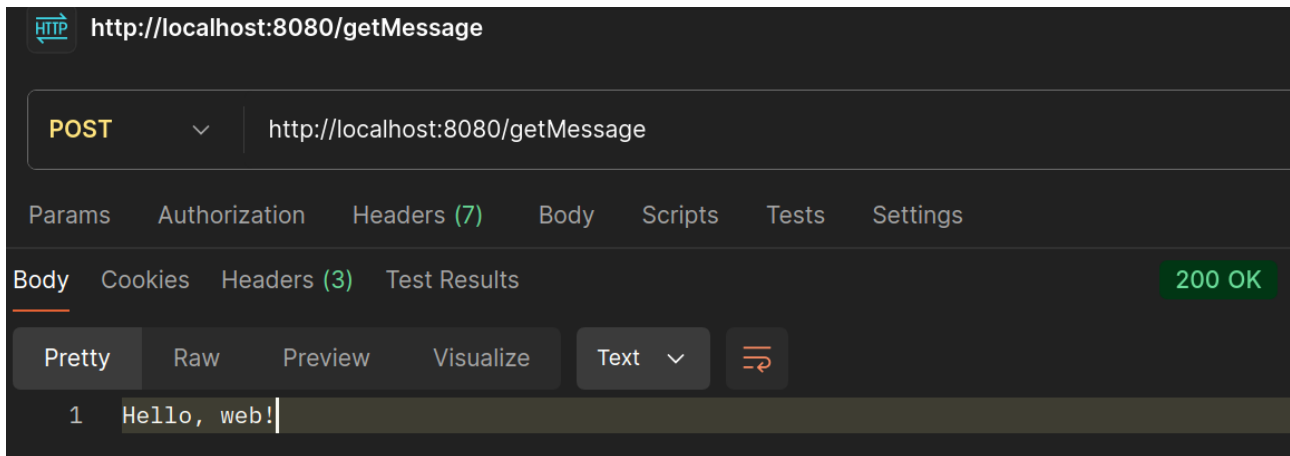 HTTP http://localhost:8080/getMessage
POST http://localhost:8080/getMessage
Params Authorization Headers (7) Body Scripts Tests Settings
Body Cookies Headers (3) Test Results 200 OK
Pretty Raw Preview Visualize Text
1 Hello, web!